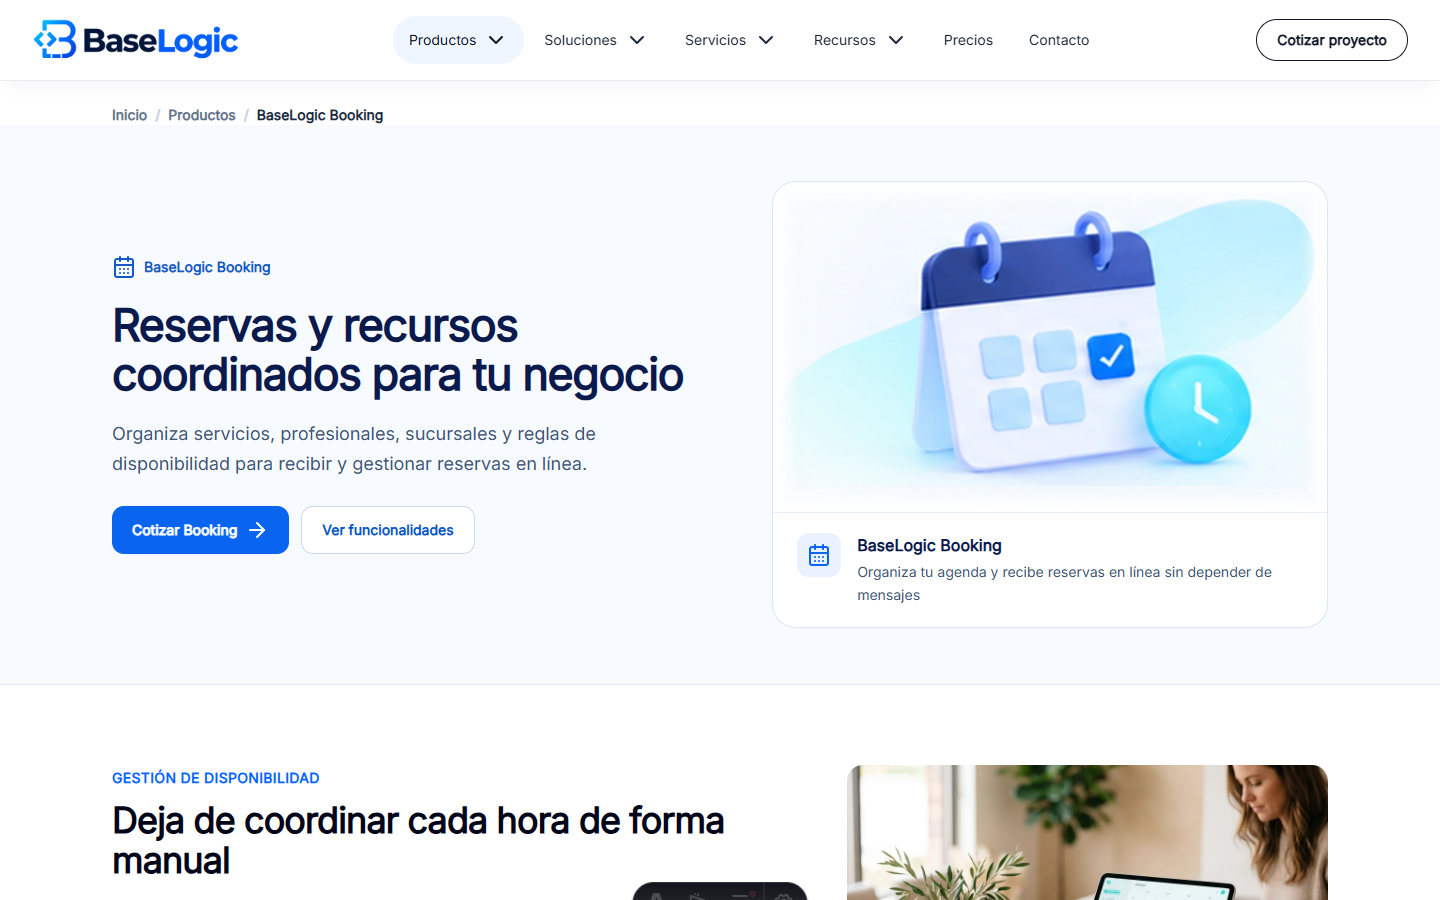 BaseLogic
Productos
Soluciones
Servicios
Recursos
Precios
Contacto
Cotizar proyecto
Inicio / Productos / BaseLogic Booking
BaseLogic Booking
Reservas y recursos
coordinados para tu negocio
Organiza servicios, profesionales, sucursales y reglas de
disponibilidad para recibir y gestionar reservas en línea.
Cotizar Booking
Ver funcionalidades
BaseLogic Booking
Organiza tu agenda y recibe reservas en línea sin depender de
mensajes
GESTIÓN DE DISPONIBILIDAD
Deja de coordinar cada hora de forma
manual